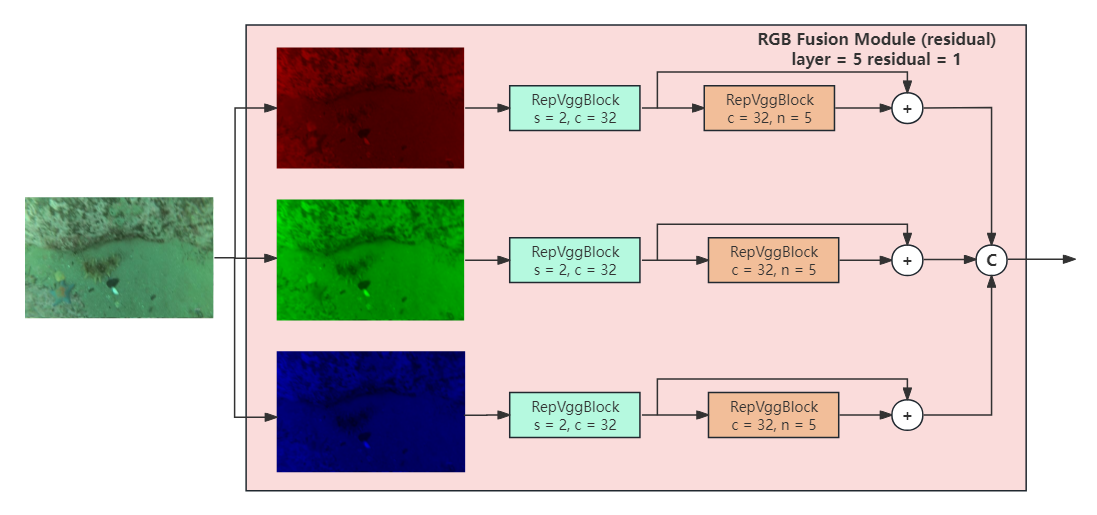 RGB Fusion Module (residual)
layer = 5 residual = 1
RepVggBlock
s = 2, c = 32
RepVggBlock
c = 32, n = 5
+
RepVggBlock
s = 2, c = 32
RepVggBlock
c = 32, n = 5
+
C
RepVggBlock
s = 2, c = 32
RepVggBlock
c = 32, n = 5
+